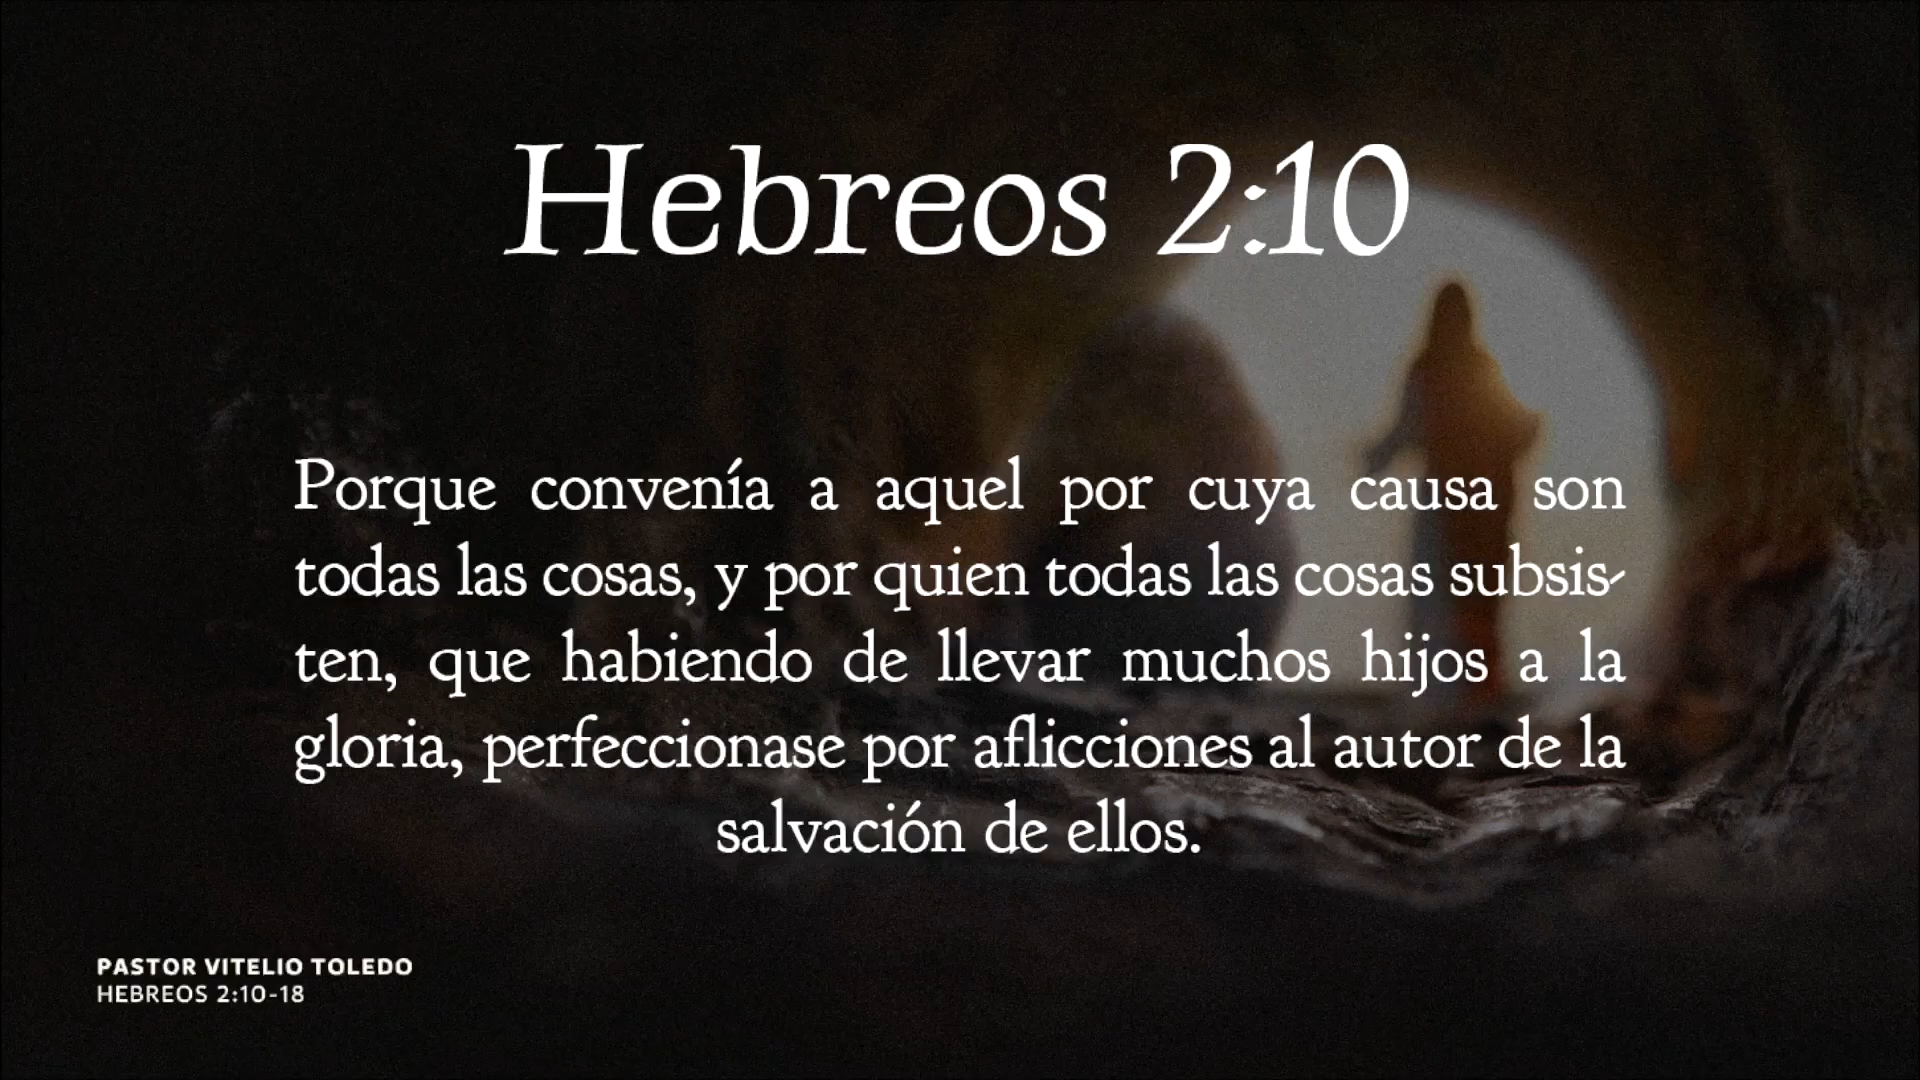 Hebreos 2:10
Porque convenía a aquel por cuya causa son
todas las cosas, y por quien todas las cosas subsis-
ten, que habiendo de llevar muchos hijos a la
gloria, perfeccionase por aflicciones al autor de la
salvación de ellos.
PASTOR VITELIO TOLEDO
HEBREOS 2:10-18